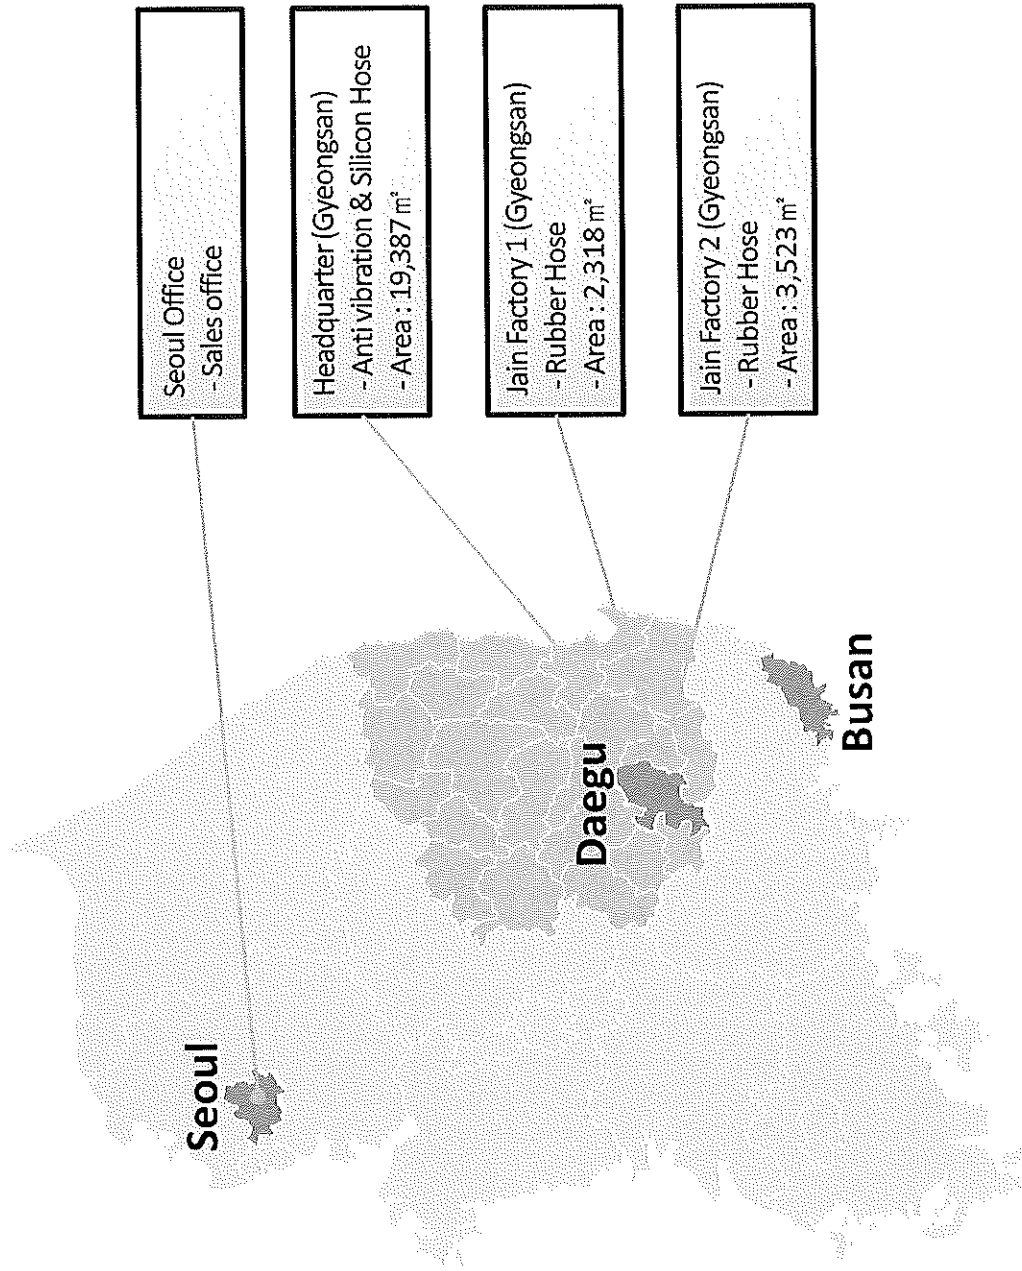 Seoul Office
- Sales office
Headquarter (Gyeongsan)
- Anti vibration & Silicon Hose
- Area : 19,387 ㎡
Jain Factory 1 (Gyeongsan)
- Rubber Hose
- Area : 2,318 ㎡
Jain Factory 2 (Gyeongsan)
- Rubber Hose
- Area : 3,523 ㎡
Seoul
Daegu
Busan